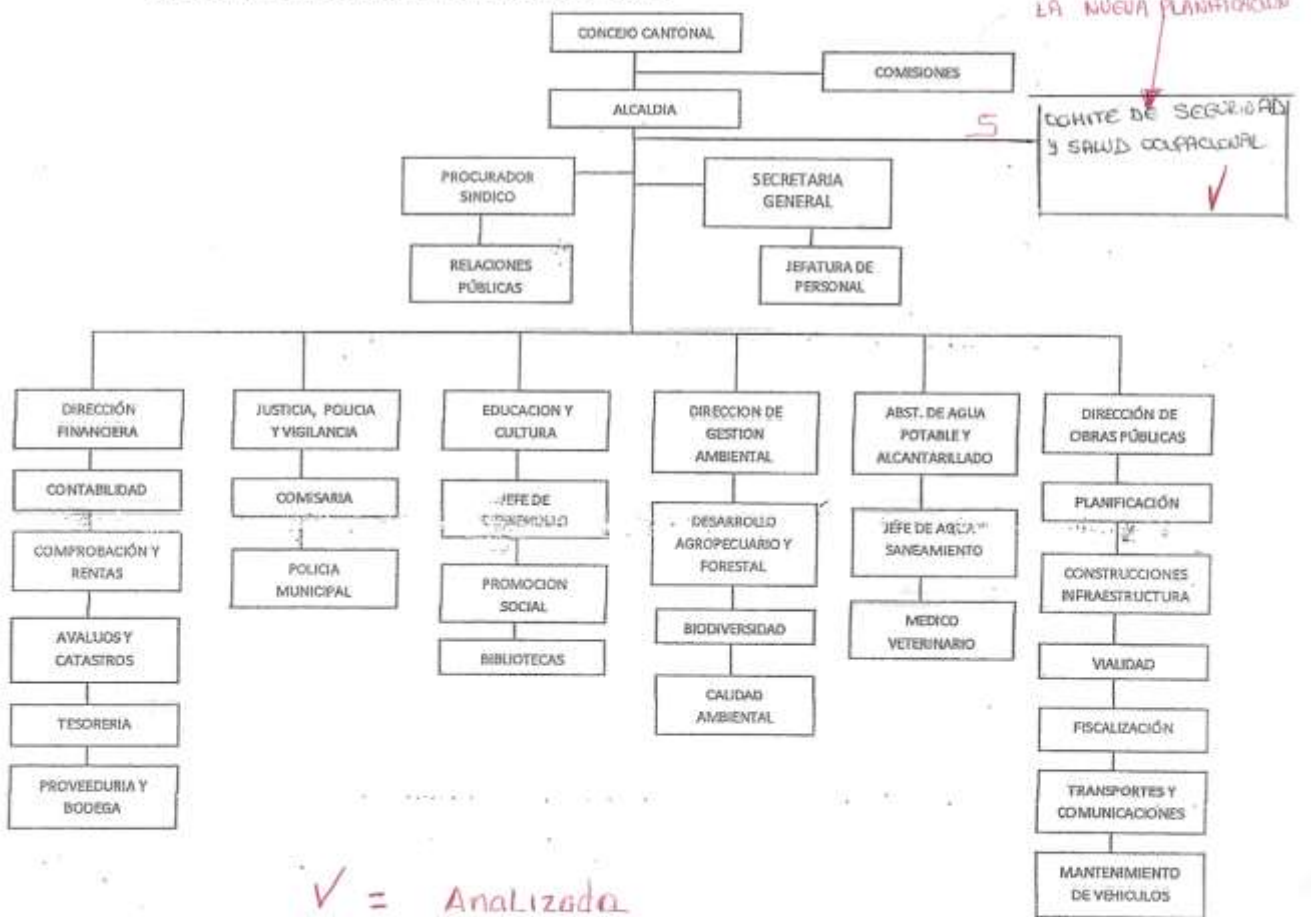 LA NUEVA PLANIFICACION
CONCEJO CANTONAL
COMISIONES
ALCALDIA
S
COMITE DE SEGURIDAD
Y SALUD OCUPACIONAL
✓
PROCURADOR
SINDICO
SECRETARIA
GENERAL
RELACIONES
PÚBLICAS
JEFATURA DE
PERSONAL
DIRECCIÓN
FINANCIERA
CONTABILIDAD
COMPROBACIÓN Y
RENTAS
AVALUOS Y
CATASTROS
TESORERIA
PROVEEDURIA Y
BODEGA
JUSTICIA, POLICIA
Y VIGILANCIA
COMISARIA
POLICIA
MUNICIPAL
EDUCACION Y
CULTURA
JEFE DE
PROMOCION
SOCIAL
BIBLIOTECAS
DIRECCION DE
GESTION
AMBIENTAL
DESARROLLO
AGROPECUARIO Y
FORESTAL
BIODIVERSIDAD
CALIDAD
AMBIENTAL
ABST. DE AGUA
POTABLE Y
ALCANTARILLADO
JEFE DE AGUA
SANEAMIENTO
MEDICO
VETERINARIO
DIRECCIÓN DE
OBRAS PÚBLICAS
PLANIFICACIÓN
CONSTRUCCIONES
INFRAESTRUCTURA
VIALIDAD
FISCALIZACIÓN
TRANSPORTES Y
COMUNICACIONES
MANTENIMIENTO
DE VEHICULOS
✓ = Analizada